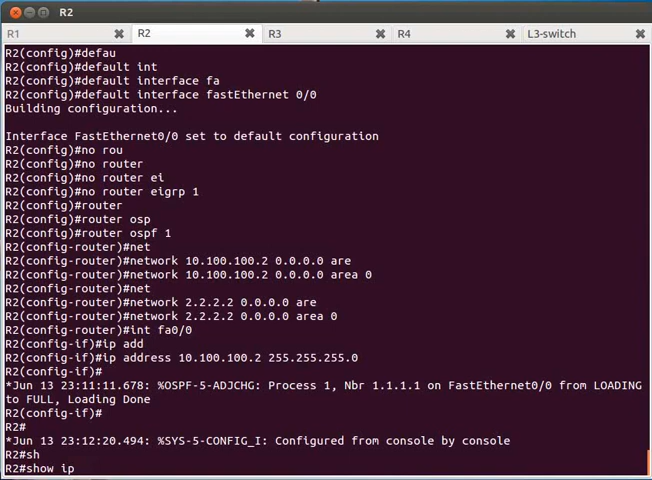 R2
R1
R2
R3
R4
L3-switch
R2(config)#defau
R2(config)#default int
R2(config)#default interface fa
R2(config)#default interface fastEthernet 0/0
Building configuration...
Interface FastEthernet0/0 set to default configuration
R2(config)#no rou
R2(config)#no router
R2(config)#no router ei
R2(config)#no router eigrp 1
R2(config)#router
R2(config)#router osp
R2(config)#router ospf 1
R2(config-router)#net
R2(config-router)#network 10.100.100.2 0.0.0.0 are
R2(config-router)#network 10.100.100.2 0.0.0.0 area 0
R2(config-router)#net
R2(config-router)#network 2.2.2.2 0.0.0.0 are
R2(config-router)#network 2.2.2.2 0.0.0.0 area 0
R2(config-router)#int fa0/0
R2(config-if)#ip add
R2(config-if)#ip address 10.100.100.2 255.255.255.0
R2(config-if)#
*Jun 13 23:11:11.678: %OSPF-5-ADJCHG: Process 1, Nbr 1.1.1.1 on FastEthernet0/0 from LOADING
to FULL, Loading Done
R2(config-if)#
R2#
*Jun 13 23:12:20.494: %SYS-5-CONFIG_I: Configured from console by console
R2#sh
R2#show ip